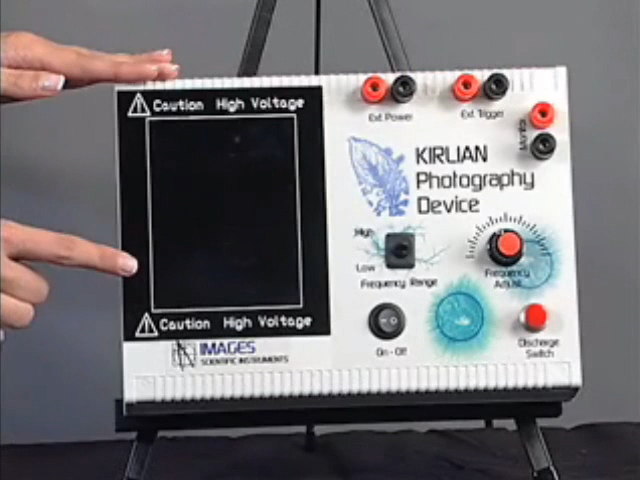 Caution High Voltage
Ext Power
Ext Trigger
Monitor
KIRLIAN
Photography
Device
High
Low
Frequency Range
Frequency
Adjust
On - Off
Discharge
Switch
Caution High Voltage
IMAGES
SCIENTIFIC INSTRUMENTS